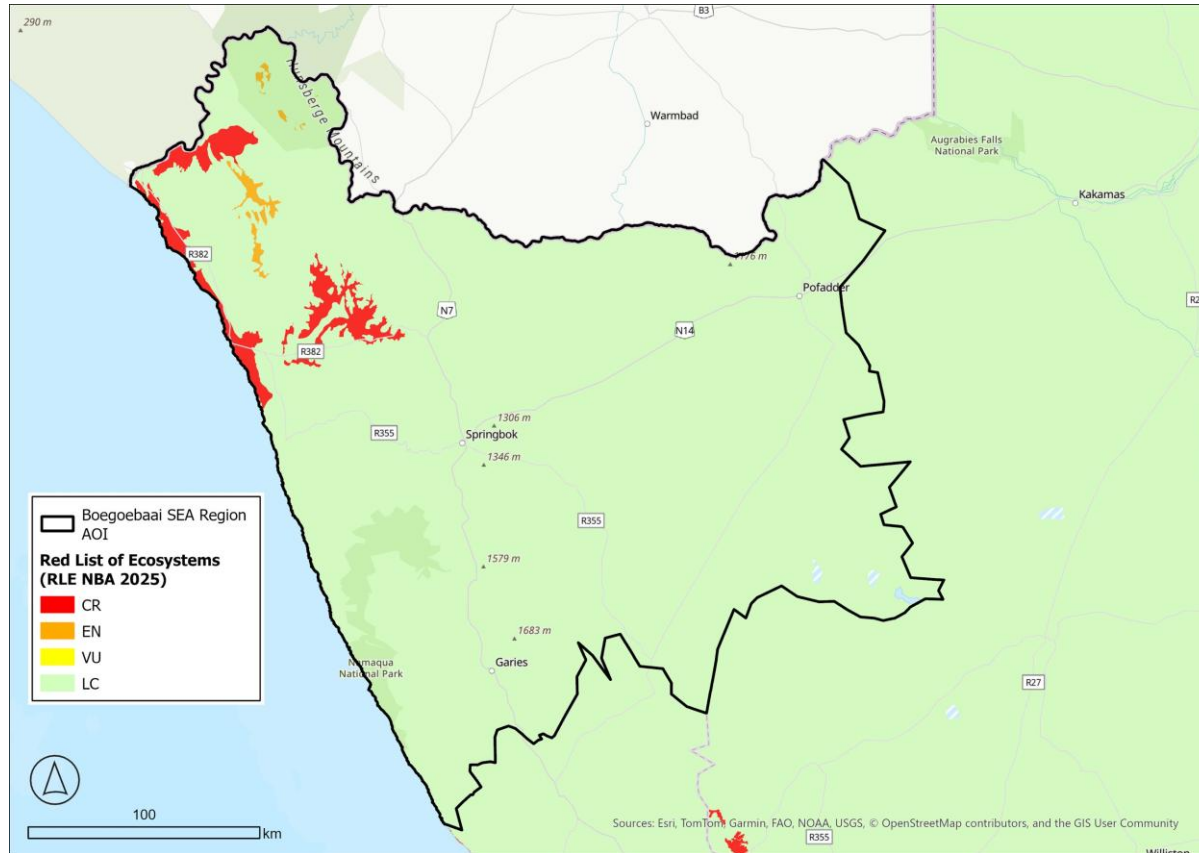 290 m
B3
Warmbad
Augrabies Falls
National Park
Kakamas
R382
1176 m
Pofadder
N7
N14
R382
1306 m
R355
Springbok
1346 m
R355
1579 m
1683 m
Namaqua
National Park
Garies
R27
Boegoebaai SEA Region
AOI
Red List of Ecosystems
(RLE NBA 2025)
CR
EN
VU
LC
100
km
Sources: Esri, TomTom, Garmin, FAO, NOAA, USGS, © OpenStreetMap contributors, and the GIS User Community
R355
Williston